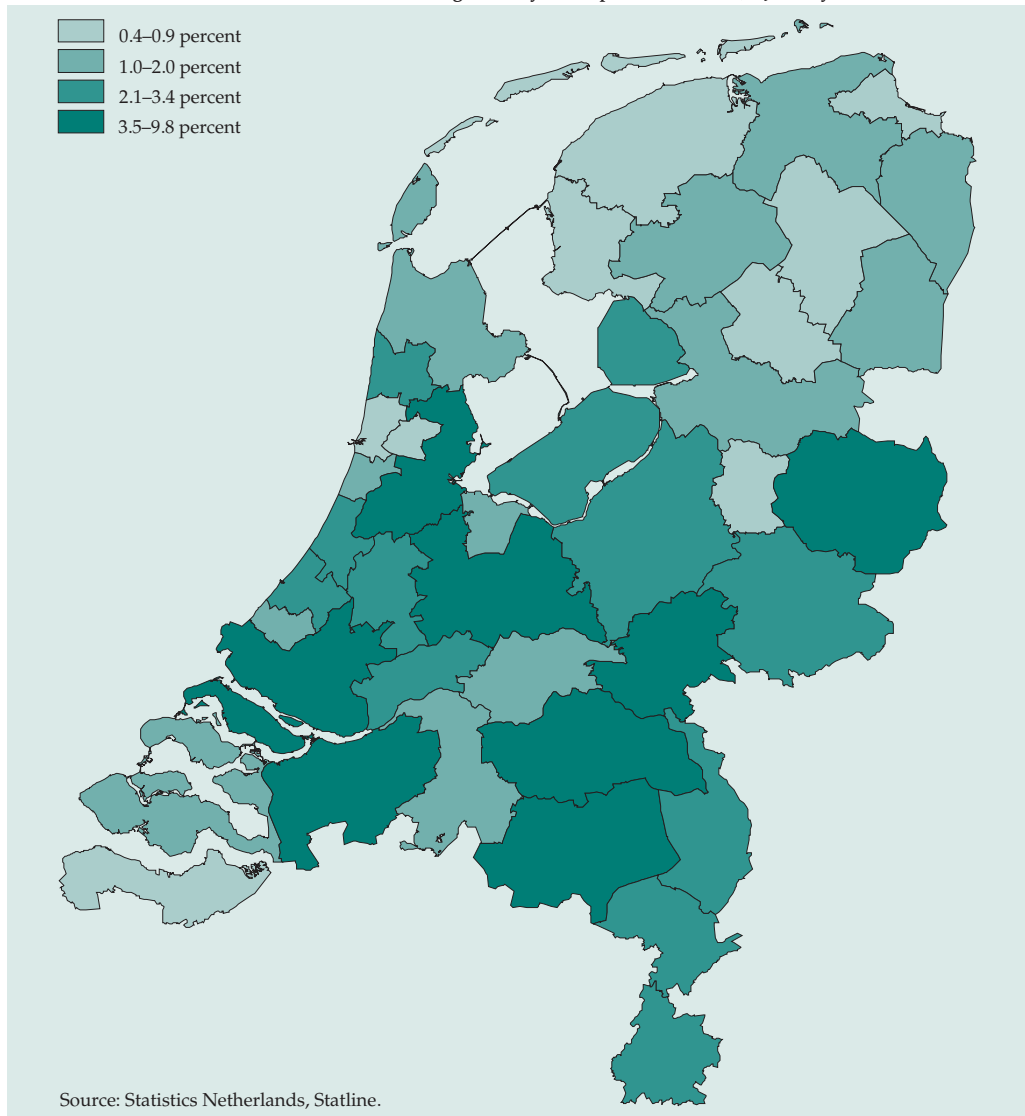 0.4–0.9 percent
1.0–2.0 percent
2.1–3.4 percent
3.5–9.8 percent
Source: Statistics Netherlands, Statline.